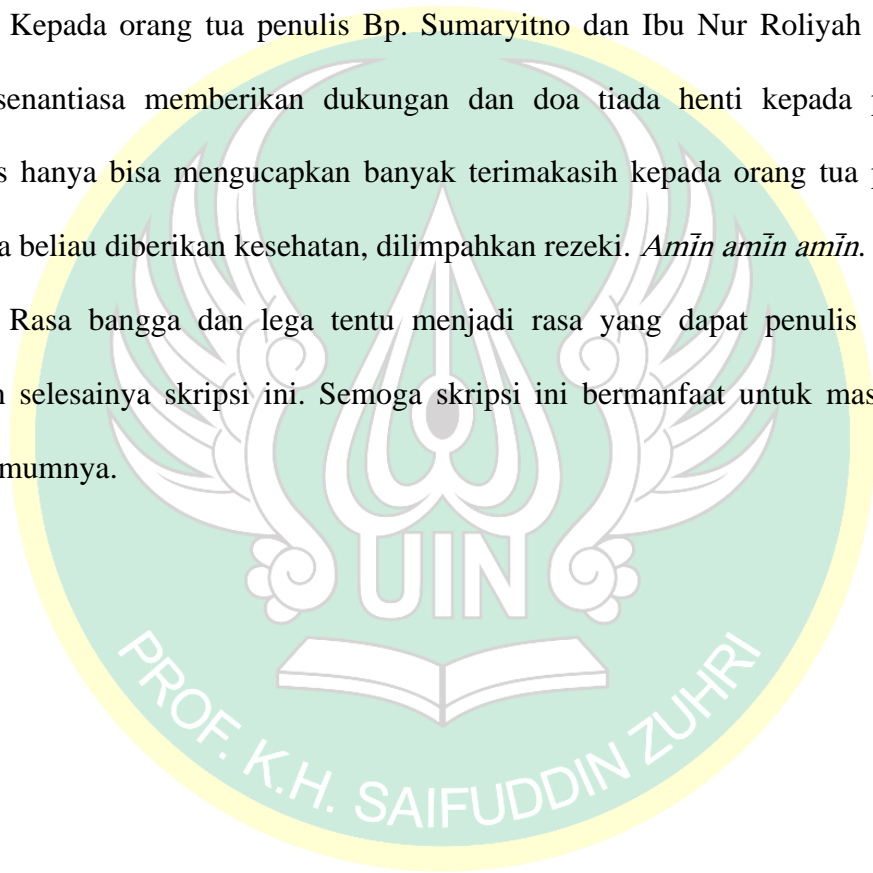 Kepada orang tua penulis Bp. Sumaryitno dan Ibu Nur Roliyah
senantiasa memberikan dukungan dan doa tiada henti kepada
hanya bisa mengucapkan banyak terimakasih kepada orang tua
beliau diberikan kesehatan, dilimpahkan rezeki. Amīn amīn amīn.
Rasa bangga dan lega tentu menjadi rasa yang dapat penulis
selesainya skripsi ini. Semoga skripsi ini bermanfaat untuk mas
mumnya.
UIN
PROF. K.H. SAIFUDDIN ZUHRI